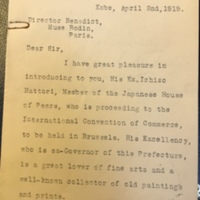 Kobe, April 2nd, 1919.
Director Benedict,
Muse Rodin,
Paris.
Dear Sir,
I have great pleasure in
introducing to you, His Ex. Ichizo
Hattori, Member of the Japanese House
of Peers, who is proceeding to the
International Convention of Commerce,
to be held in Brussels. His Excellency,
who is ex-Governor of this Prefecture,
is a great lover of fine arts and a
well-known collector of old paintings
and prints.